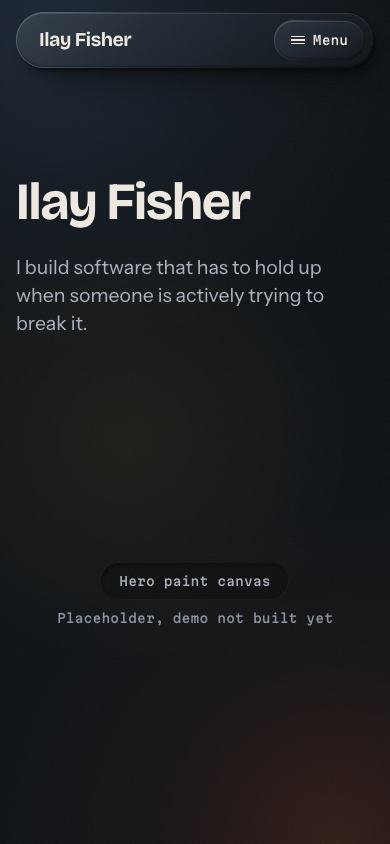 Ilay Fisher
Menu
Ilay Fisher
I build software that has to hold up
when someone is actively trying to
break it.
Hero paint canvas
Placeholder, demo not built yet